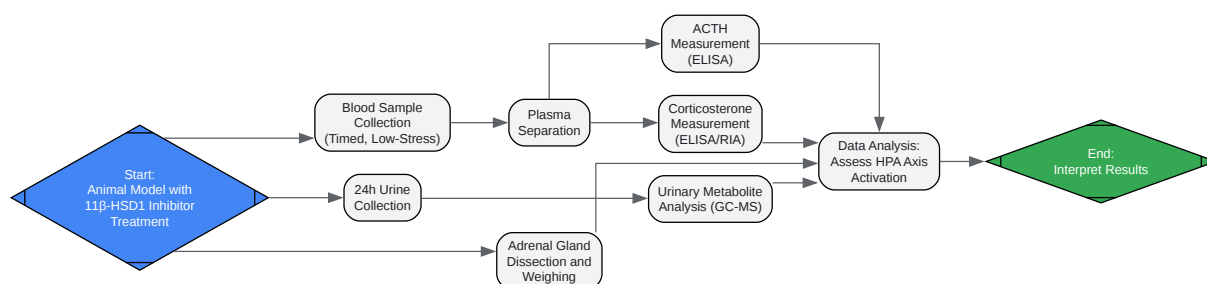 Start:
Animal Model with
11β-HSD1 Inhibitor
Treatment
Blood Sample
Collection
(Timed, Low-Stress)
24h Urine
Collection
Adrenal Gland
Dissection and
Weighing
Plasma
Separation
ACTH
Measurement
(ELISA)
Corticosterone
Measurement
(ELISA/RIA)
Urinary Metabolite
Analysis (GC-MS)
Data Analysis:
Assess HPA Axis
Activation
End:
Interpret Results